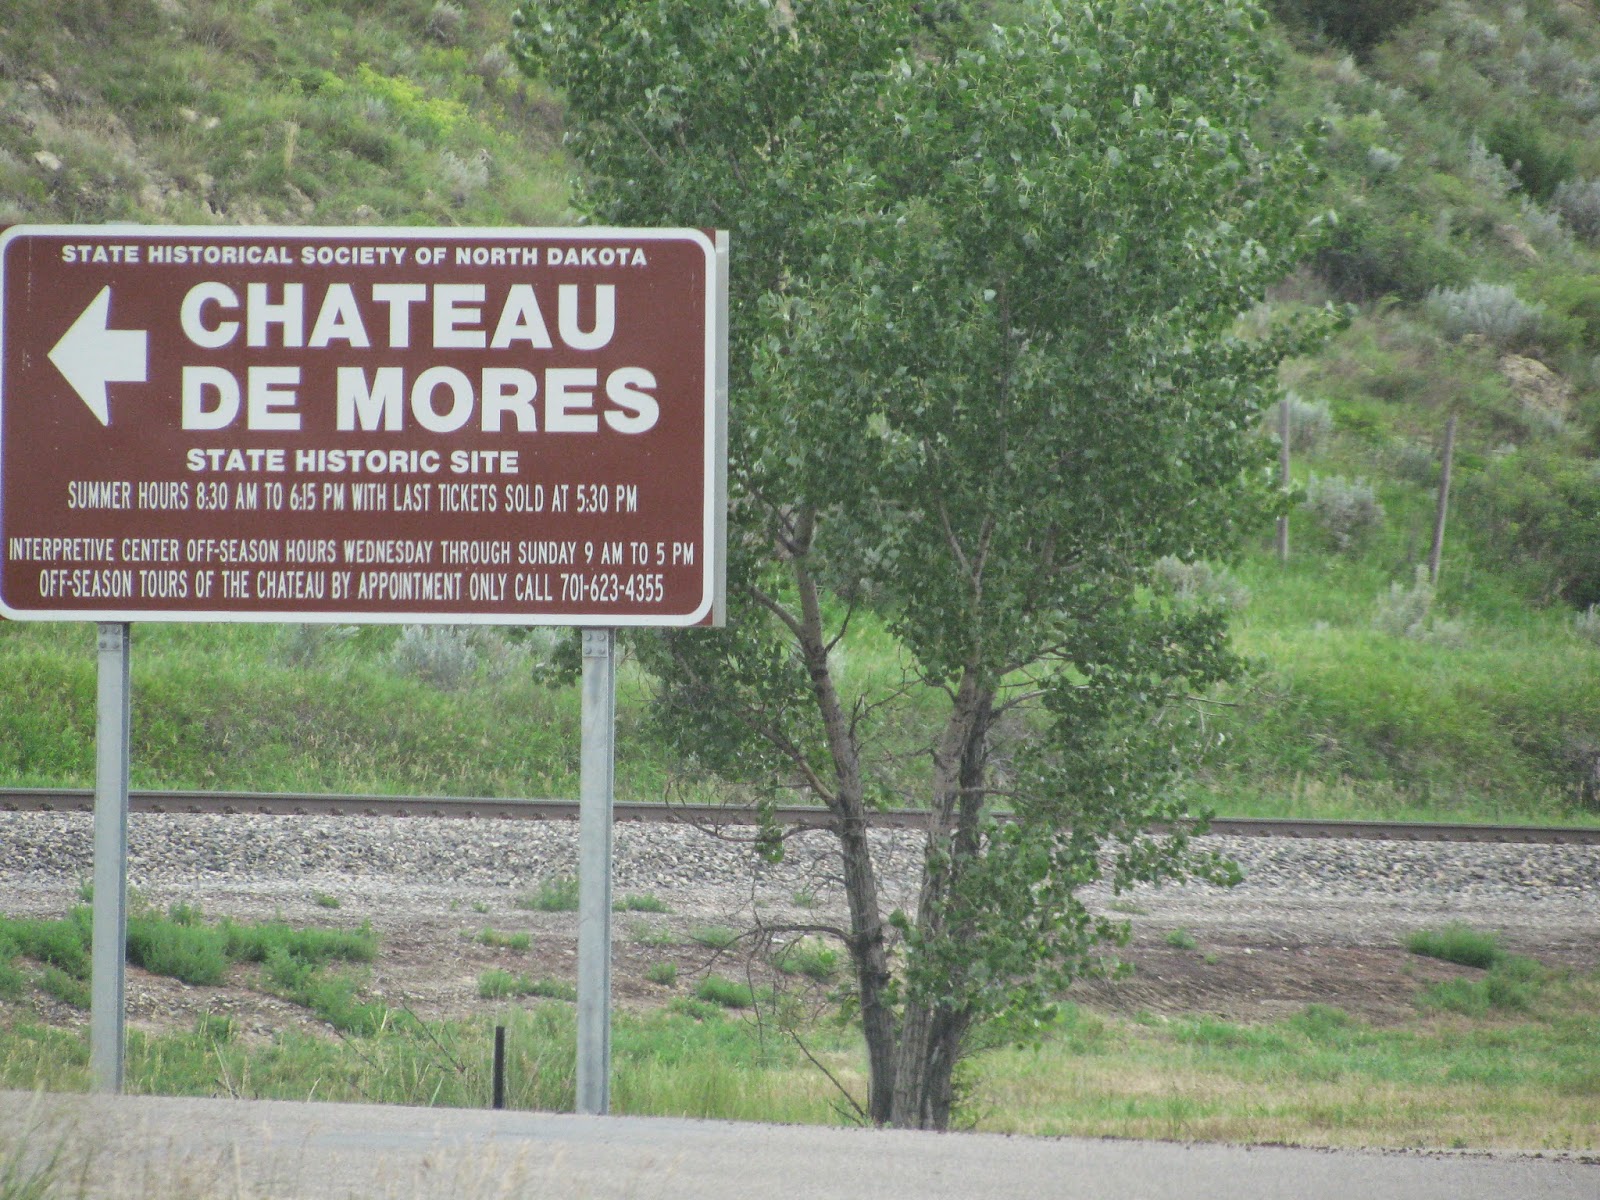 STATE HISTORICAL SOCIETY OF NORTH DAKOTA
CHATEAU
DE MORES
STATE HISTORIC SITE
SUMMER HOURS 8:30 AM TO 6:15 PM WITH LAST TICKETS SOLD AT 5:30 PM
INTERPRETIVE CENTER OFF-SEASON HOURS WEDNESDAY THROUGH SUNDAY 9 AM TO 5 PM
OFF-SEASON TOURS OF THE CHATEAU BY APPOINTMENT ONLY CALL 701-623-4355